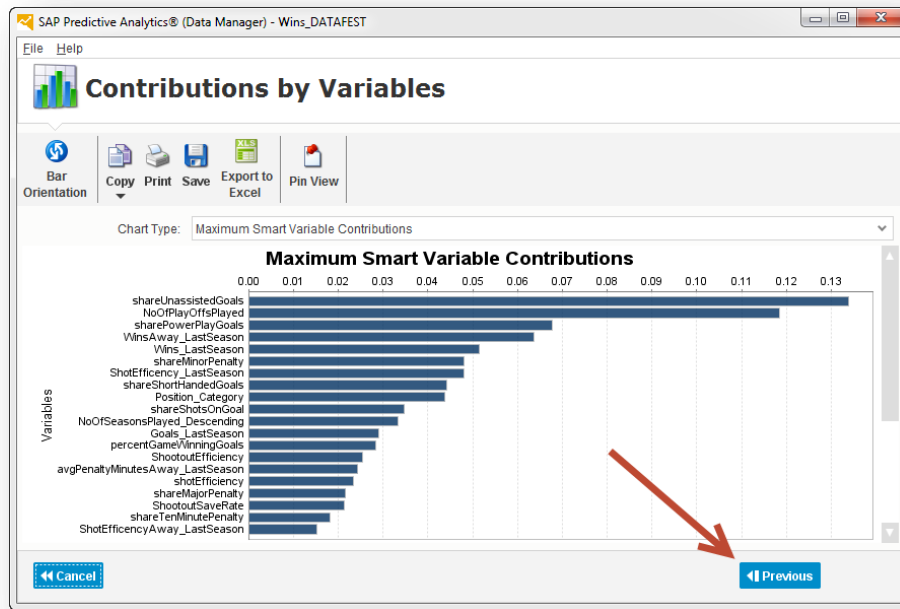 SAP Predictive Analytics® (Data Manager) - Wins_DATAFEST
File Help
Contributions by Variables
XLS
Bar Orientation
Copy
Print
Save
Export to Excel
Pin View
Chart Type: Maximum Smart Variable Contributions
Maximum Smart Variable Contributions
0.00 0.01 0.02 0.03 0.04 0.05 0.06 0.07 0.08 0.09 0.10 0.11 0.12 0.13
Variables
shareUnassistedGoals
NoOfPlayOffsPlayed
sharePowerPlayGoals
WinsAway_LastSeason
Wins_LastSeason
shareMinorPenalty
ShotEfficency_LastSeason
shareShortHandedGoals
Position_Category
shareShotsOnGoal
NoOfSeasonsPlayed_Descending
Goals_LastSeason
percentGameWinningGoals
ShootoutEfficiency
avgPenaltyMinutesAway_LastSeason
shotEfficiency
shareMajorPenalty
ShootoutSaveRate
shareTenMinutePenalty
ShotEfficencyAway_LastSeason
Cancel
Previous